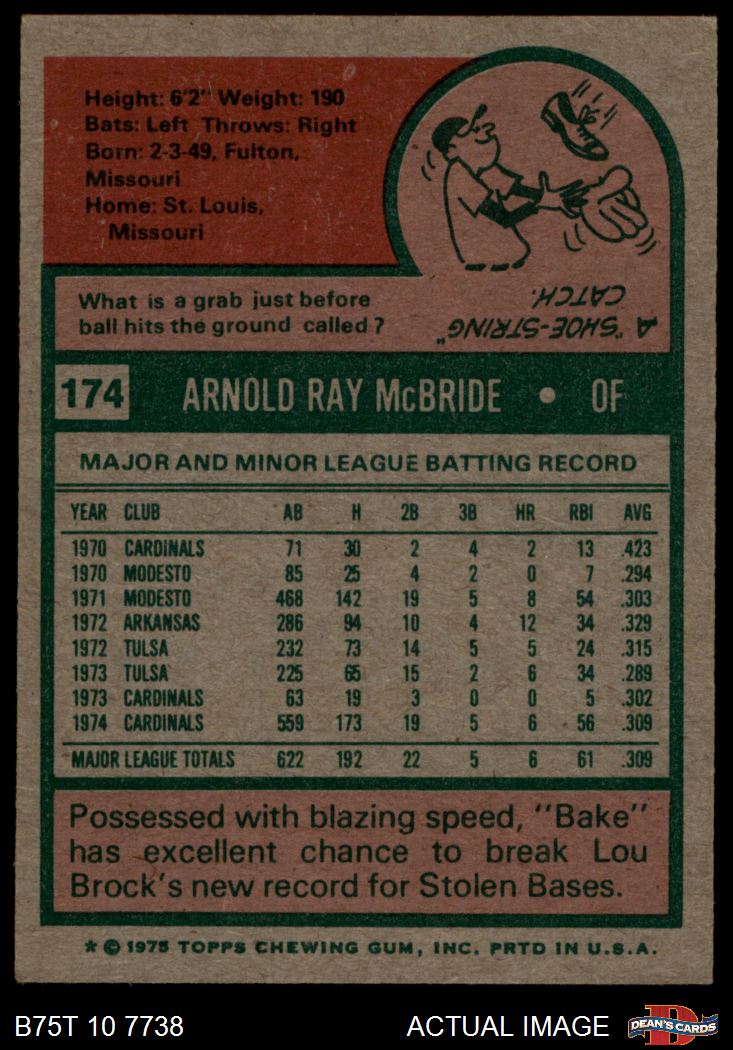 Height: 6'2" Weight: 190
Bats: Left Throws: Right
Born: 2-3-49, Fulton,
Missouri
Home: St. Louis,
Missouri
What is a grab just before
ball hits the ground called?
A "SHOE-STRING"
CATCH.
174 ARNOLD RAY McBRIDE • OF
MAJOR AND MINOR LEAGUE BATTING RECORD
YEAR CLUB AB H 2B 3B HR RBI AVG
1970 CARDINALS 71 30 2 4 2 13 .423
1970 MODESTO 85 25 4 2 0 7 .294
1971 MODESTO 468 142 19 5 8 54 .303
1972 ARKANSAS 286 94 10 4 12 34 .329
1972 TULSA 232 73 14 5 5 24 .315
1973 TULSA 225 65 15 2 6 34 .289
1973 CARDINALS 63 19 3 0 0 5 .302
1974 CARDINALS 559 173 19 5 6 56 .309
MAJOR LEAGUE TOTALS 622 192 22 5 6 61 .309
Possessed with blazing speed, "Bake"
has excellent chance to break Lou
Brock's new record for Stolen Bases.
* © 1975 TOPPS CHEWING GUM, INC. PRTD IN U.S.A.
B75T 10 7738 ACTUAL IMAGE DEAN'S CARDS